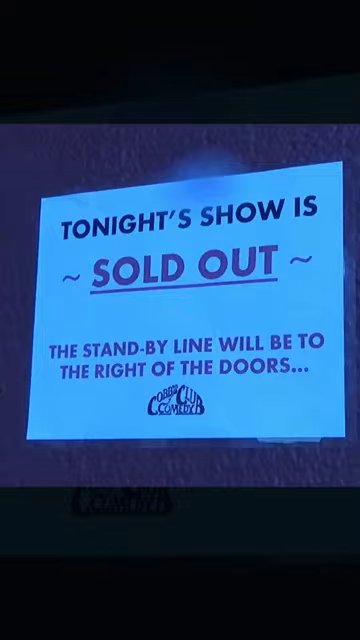 TONIGHT'S SHOW IS
~ SOLD OUT ~
THE STAND-BY LINE WILL BE TO
THE RIGHT OF THE DOORS...
COBB'S
COMEDY CLUB